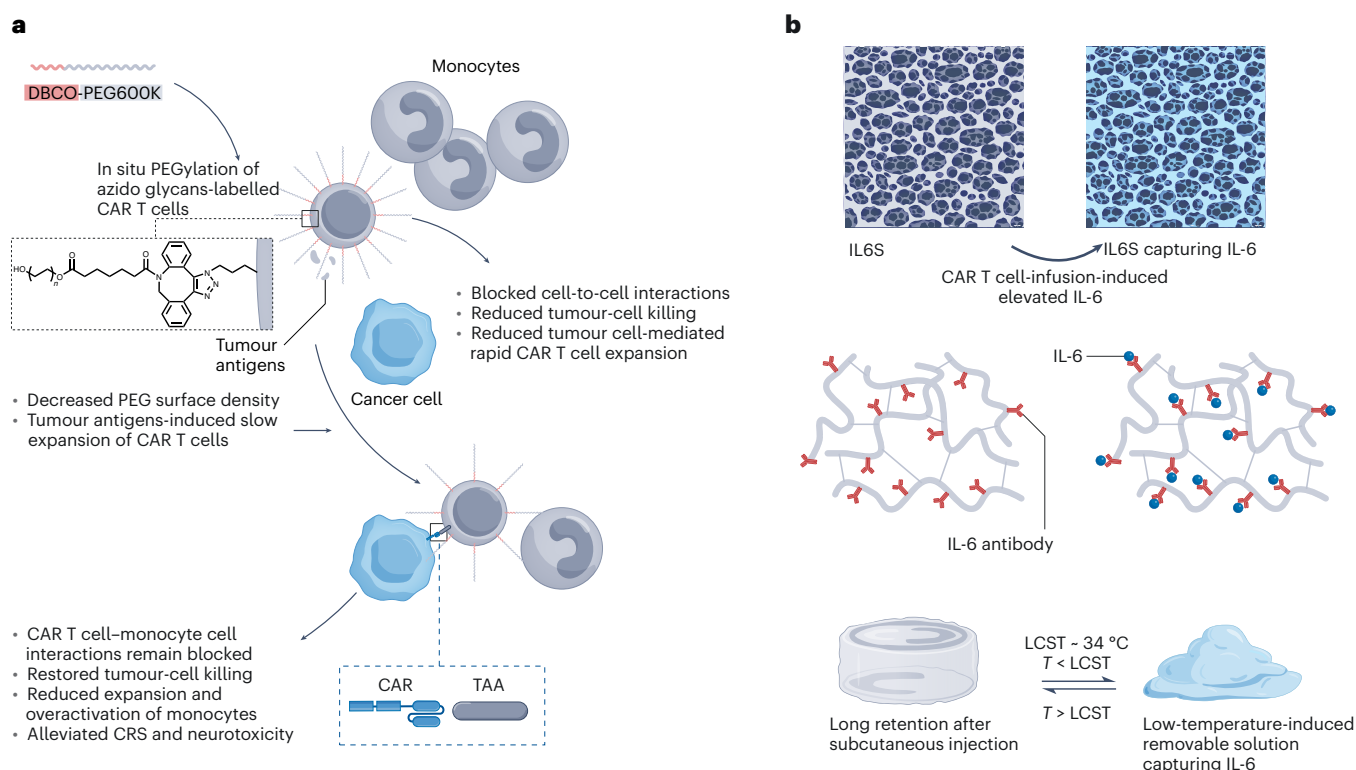 a
DBCO-PEG600K
Monocytes
In situ PEGylation of
azido glycans-labelled
CAR T cells
HO
O
n
O
O
N
N
N
N
Tumour
antigens
• Blocked cell-to-cell interactions
• Reduced tumour-cell killing
• Reduced tumour cell-mediated
rapid CAR T cell expansion
Cancer cell
• Decreased PEG surface density
• Tumour antigens-induced slow
expansion of CAR T cells
• CAR T cell–monocyte cell
interactions remain blocked
• Restored tumour-cell killing
• Reduced expansion and
overactivation of monocytes
• Alleviated CRS and neurotoxicity
CAR
TAA
b
IL6S
IL6S capturing IL-6
CAR T cell-infusion-induced
elevated IL-6
IL-6
IL-6 antibody
LCST ~ 34 °C
T < LCST
T > LCST
Long retention after
subcutaneous injection
Low-temperature-induced
removable solution
capturing IL-6